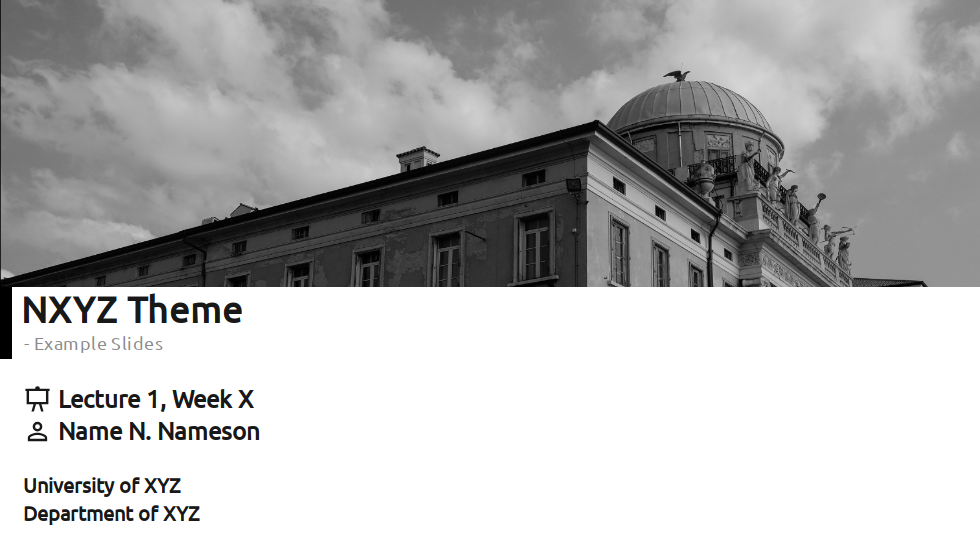 NXYZ Theme
- Example Slides
Lecture 1, Week X
Name N. Nameson
University of XYZ
Department of XYZ